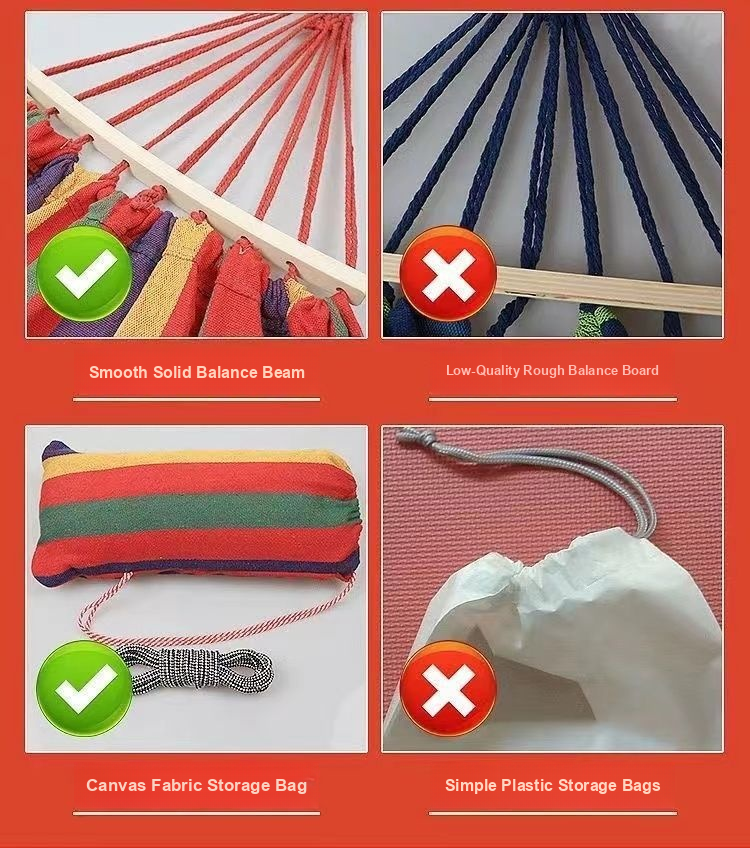 Smooth Solid Balance Beam
Low-Quality Rough Balance Board
Canvas Fabric Storage Bag
Simple Plastic Storage Bags